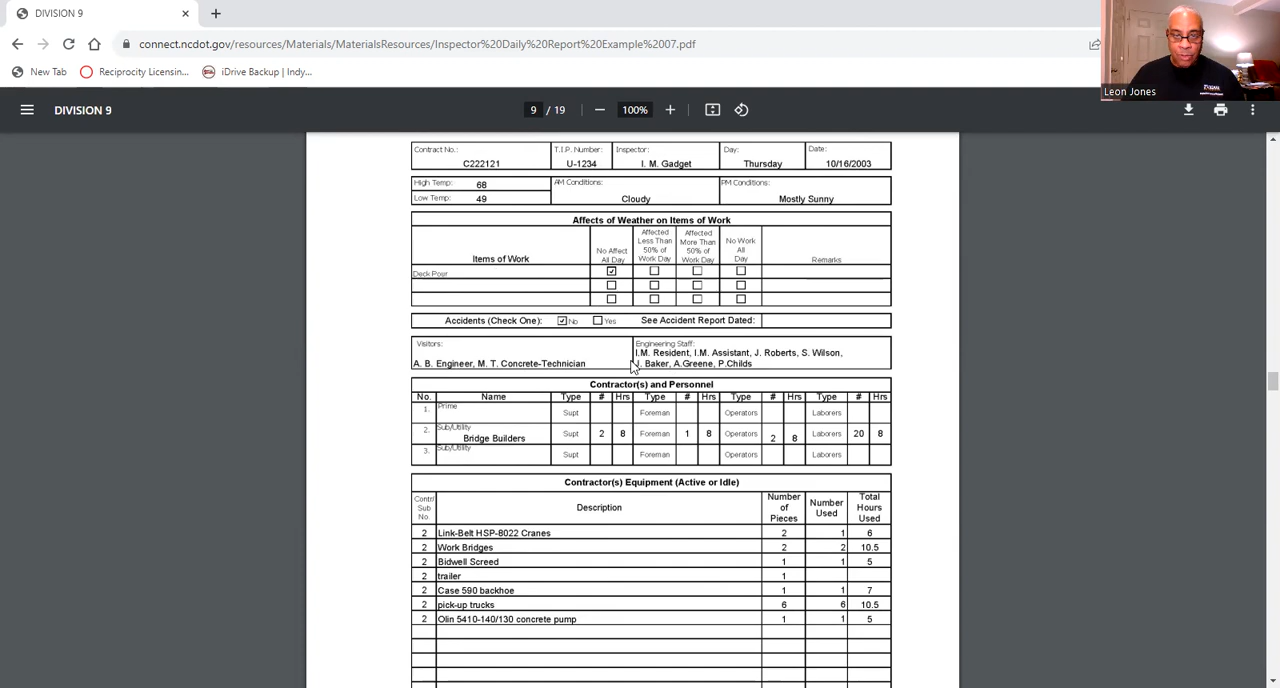 DIVISION 9
connect.ncdot.gov/resources/Materials/MaterialsResources/Inspector%20Daily%20Report%20Example%2007.pdf
New Tab Reciprocity Licensin... iDrive Backup | Indy...
Leon Jones
DIVISION 9 9 / 19 100%
Contract No.: T.I.P. Number: Inspector: Day: Date:
C222121 U-1234 I. M. Gadget Thursday 10/16/2003
High Temp: 68 AM Conditions: PM Conditions:
Low Temp: 49 Cloudy Mostly Sunny
Affects of Weather on Items of Work
Items of Work No Affect All Day Affected Less Than 50% of Work Day Affected More Than 50% of Work Day No Work All Day Remarks
Deck Pour
Accidents (Check One): No Yes See Accident Report Dated:
Visitors: Engineering Staff:
I.M. Resident, I.M. Assistant, J. Roberts, S. Wilson,
A. B. Engineer, M. T. Concrete-Technician J. Baker, A.Greene, P.Childs
Contractor(s) and Personnel
No. Name Type # Hrs Type # Hrs Type # Hrs Type # Hrs
1. Prime Supt Foreman Operators Laborers
2. Sub/Utility Bridge Builders Supt 2 8 Foreman 1 8 Operators 2 8 Laborers 20 8
3. Sub/Utility Supt Foreman Operators Laborers
Contractor(s) Equipment (Active or Idle)
Contr/ Sub No. Description Number of Pieces Number Used Total Hours Used
2 Link-Belt HSP-8022 Cranes 2 1 6
2 Work Bridges 2 2 10.5
2 Bidwell Screed 1 1 5
2 trailer 1
2 Case 590 backhoe 1 1 7
2 pick-up trucks 6 6 10.5
2 Olin 5410-140/130 concrete pump 1 1 5